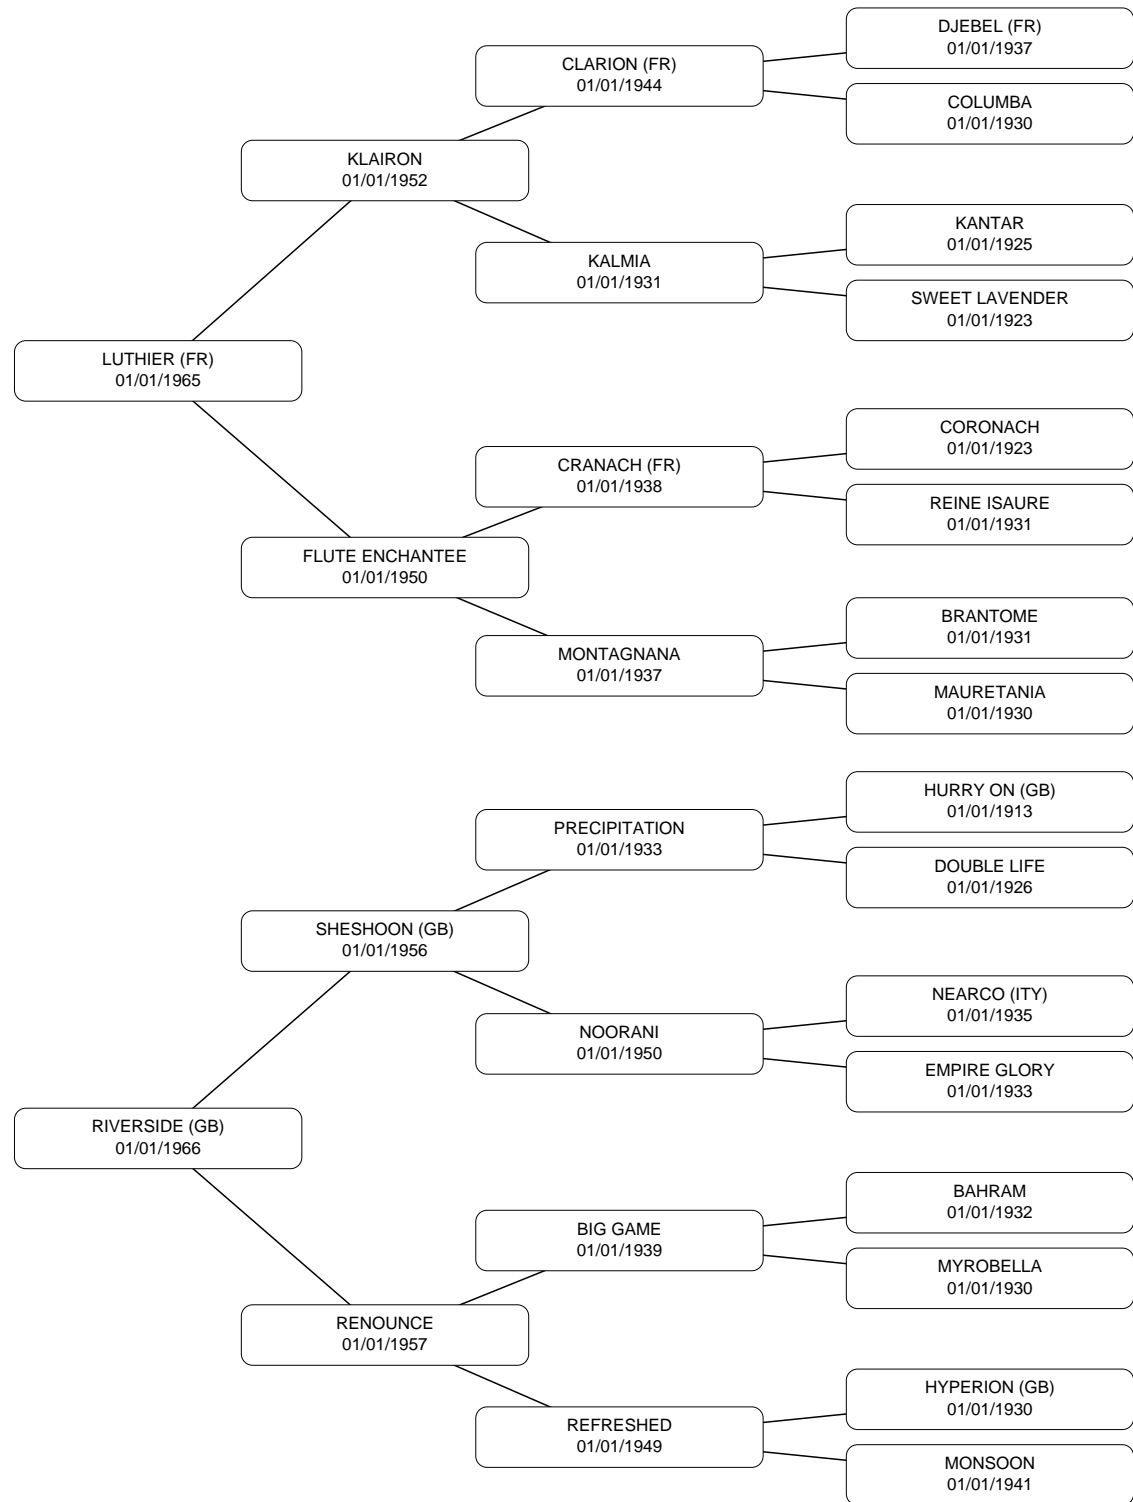 DJEBEL (FR)
01/01/1937
CLARION (FR)
01/01/1944
COLUMBA
01/01/1930
KLAIRON
01/01/1952
KANTAR
01/01/1925
KALMIA
01/01/1931
SWEET LAVENDER
01/01/1923
LUTHIER (FR)
01/01/1965
CORONACH
01/01/1923
CRANACH (FR)
01/01/1938
REINE ISAURE
01/01/1931
FLUTE ENCHANTEE
01/01/1950
BRANTOME
01/01/1931
MONTAGNANA
01/01/1937
MAURETANIA
01/01/1930
HURRY ON (GB)
01/01/1913
PRECIPITATION
01/01/1933
DOUBLE LIFE
01/01/1926
SHESHOON (GB)
01/01/1956
NEARCO (ITY)
01/01/1935
NOORANI
01/01/1950
EMPIRE GLORY
01/01/1933
RIVERSIDE (GB)
01/01/1966
BAHRAM
01/01/1932
BIG GAME
01/01/1939
MYROBELLA
01/01/1930
RENOUNCE
01/01/1957
HYPERION (GB)
01/01/1930
REFRESHED
01/01/1949
MONSOON
01/01/1941